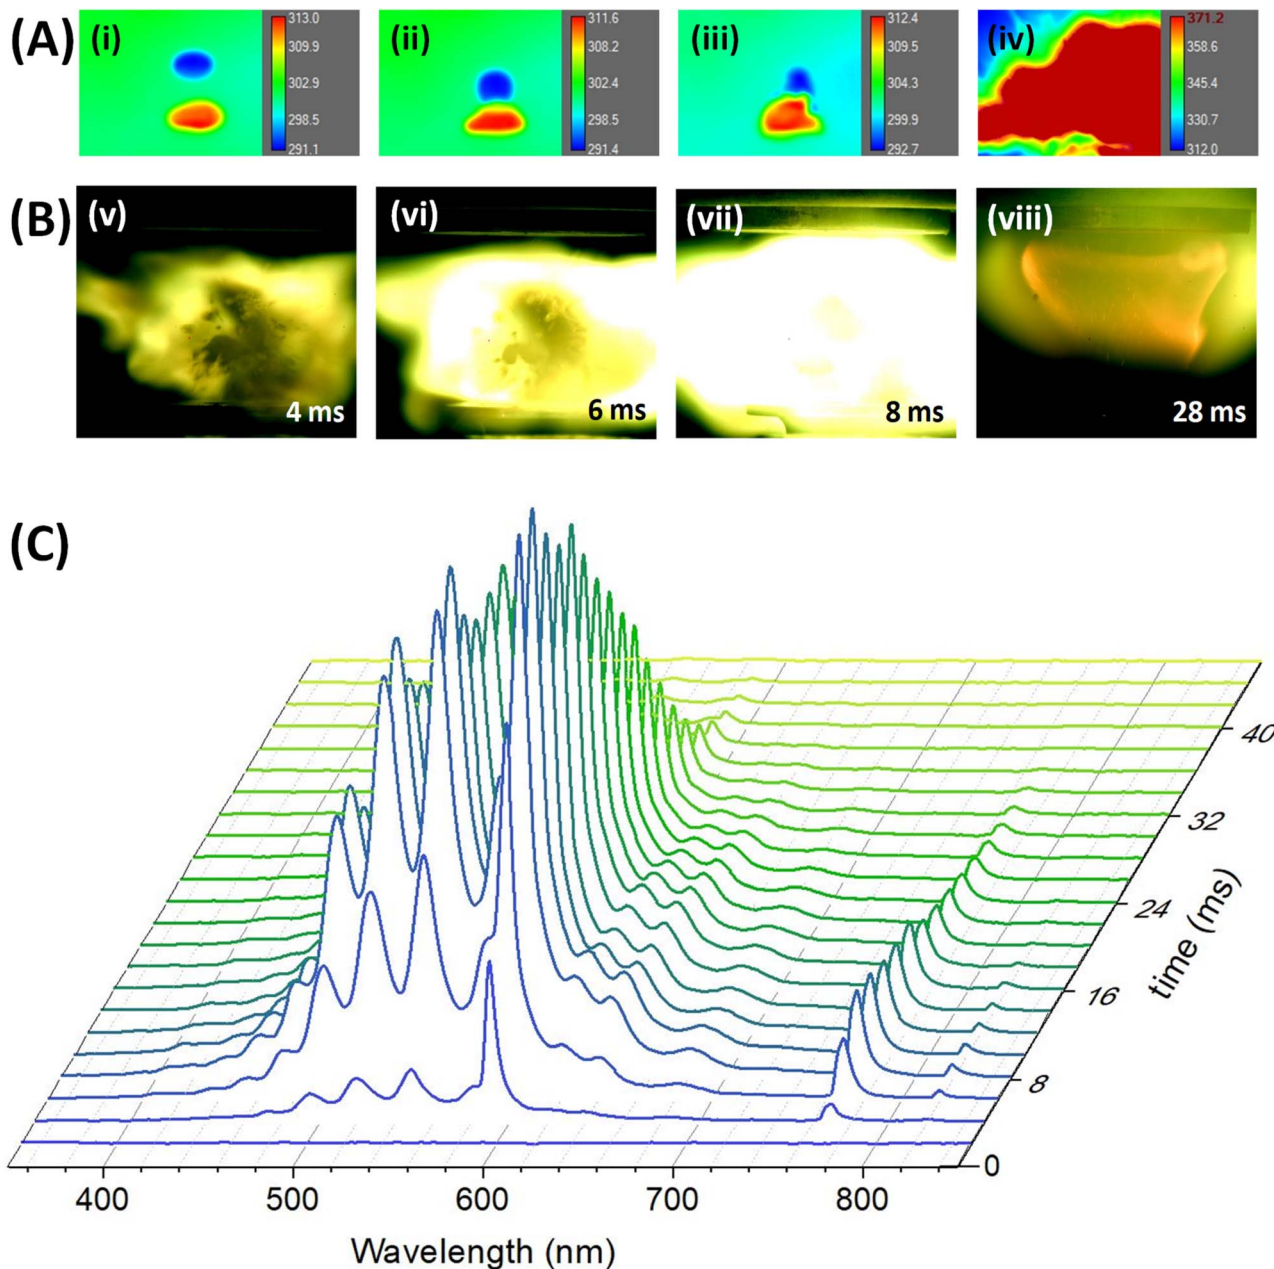 (A)
(i)
313.0
309.9
302.9
298.5
291.1
(ii)
311.6
308.2
302.4
298.5
291.4
(iii)
312.4
309.5
304.3
299.9
292.7
(iv)
371.2
358.6
345.4
330.7
312.0
(B)
(v)
4 ms
(vi)
6 ms
(vii)
8 ms
(viii)
28 ms
(C)
40
32
24
16
8
0
time (ms)
400 500 600 700 800
Wavelength (nm)